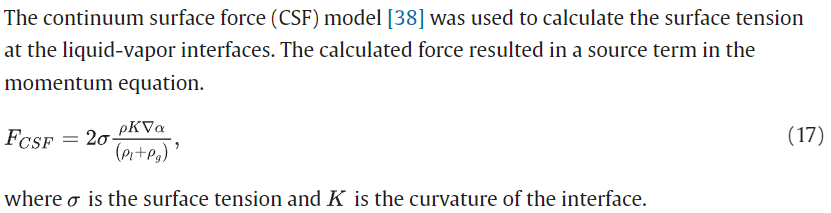 The continuum surface force (CSF) model [38] was used to calculate the surface tension
at the liquid-vapor interfaces. The calculated force resulted in a source term in the
momentum equation.
$F_{CSF} = 2\sigma \frac{\rho K \nabla \alpha}{(\rho_l + \rho_g)},$ (17)
where $\sigma$ is the surface tension and $K$ is the curvature of the interface.